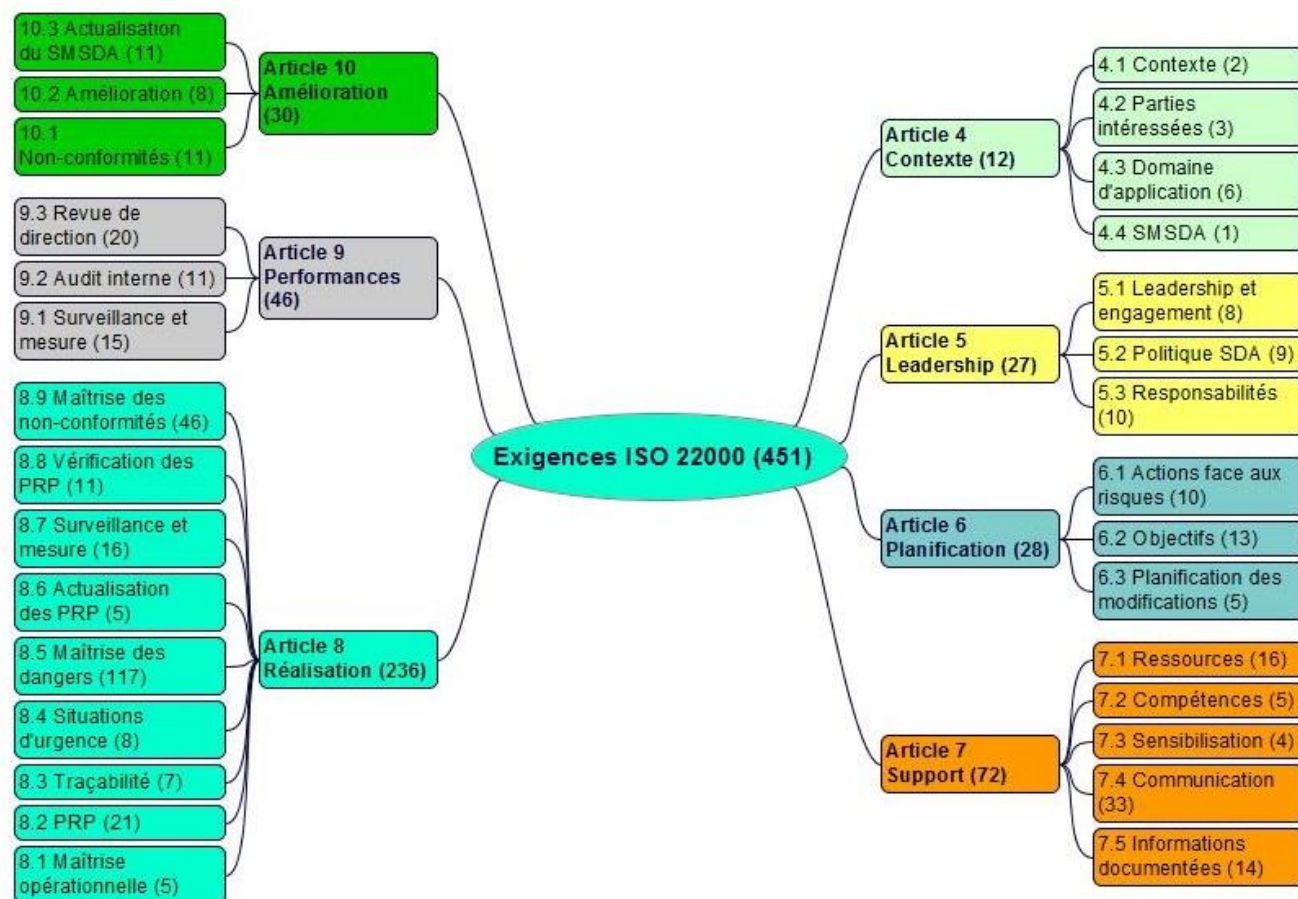 Exigences ISO 22000 (451)
Article 4
Contexte (12)
4.1 Contexte (2)
4.2 Parties
intéressées (3)
4.3 Domaine
d'application (6)
4.4 SMSDA (1)
Article 5
Leadership (27)
5.1 Leadership et
engagement (8)
5.2 Politique SDA (9)
5.3 Responsabilités
(10)
Article 6
Planification (28)
6.1 Actions face aux
risques (10)
6.2 Objectifs (13)
6.3 Planification des
modifications (5)
Article 7
Support (72)
7.1 Ressources (16)
7.2 Compétences (5)
7.3 Sensibilisation (4)
7.4 Communication
(33)
7.5 Informations
documentées (14)
Article 8
Réalisation (236)
8.9 Maîtrise des
non-conformités (46)
8.8 Vérification des
PRP (11)
8.7 Surveillance et
mesure (16)
8.6 Actualisation
des PRP (5)
8.5 Maîtrise des
dangers (117)
8.4 Situations
d'urgence (8)
8.3 Traçabilité (7)
8.2 PRP (21)
8.1 Maîtrise
opérationnelle (5)
Article 9
Performances
(46)
9.3 Revue de
direction (20)
9.2 Audit interne (11)
9.1 Surveillance et
mesure (15)
Article 10
Amélioration
(30)
10.3 Actualisation
du SMSDA (11)
10.2 Amélioration (8)
10.1
Non-conformités (11)